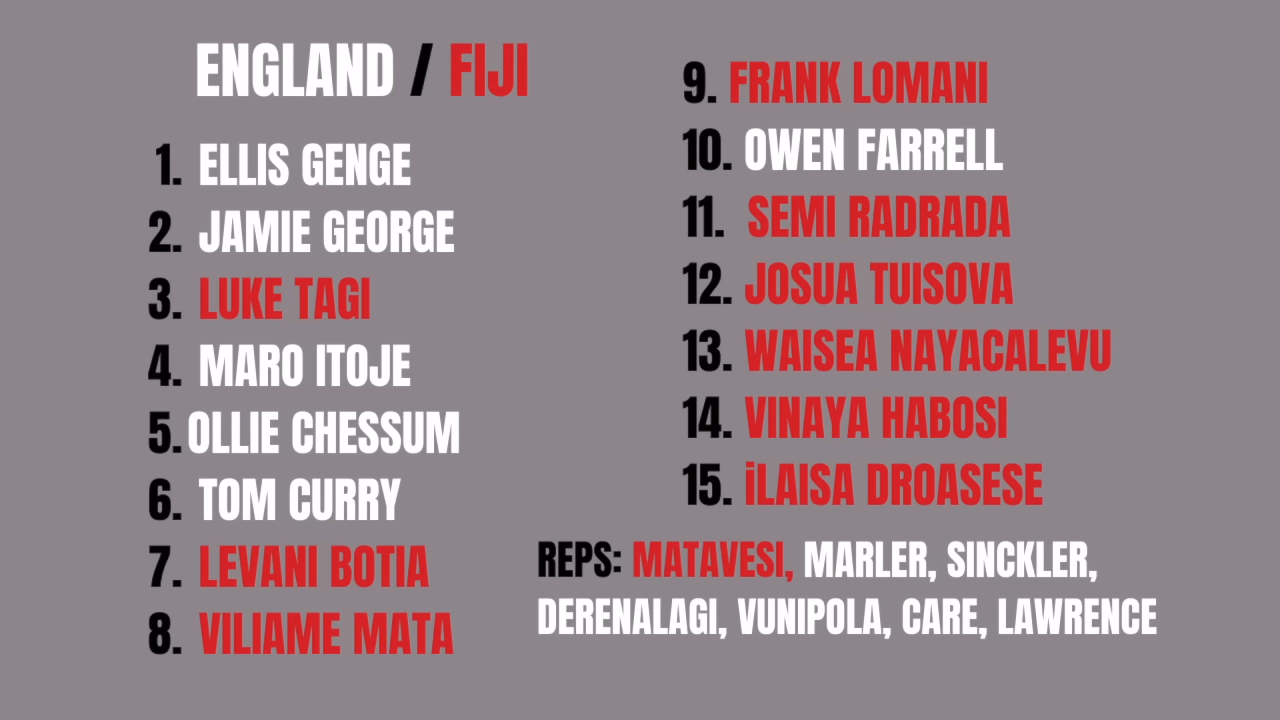 ENGLAND / FIJI
1. ELLIS GENGE
2. JAMIE GEORGE
3. LUKE TAGI
4. MARO ITOJE
5. OLLIE CHESSUM
6. TOM CURRY
7. LEVANI BOTIA
8. VILIAME MATA
9. FRANK LOMANI
10. OWEN FARRELL
11. SEMI RADRADA
12. JOSUA TUISOVA
13. WAISEA NAYACALEVU
14. VINAYA HABOSI
15. iLAISA DROASESE
REPS: MATAVESI, MARLER, SINCKLER,
DERENALAGI, VUNIPOLA, CARE, LAWRENCE